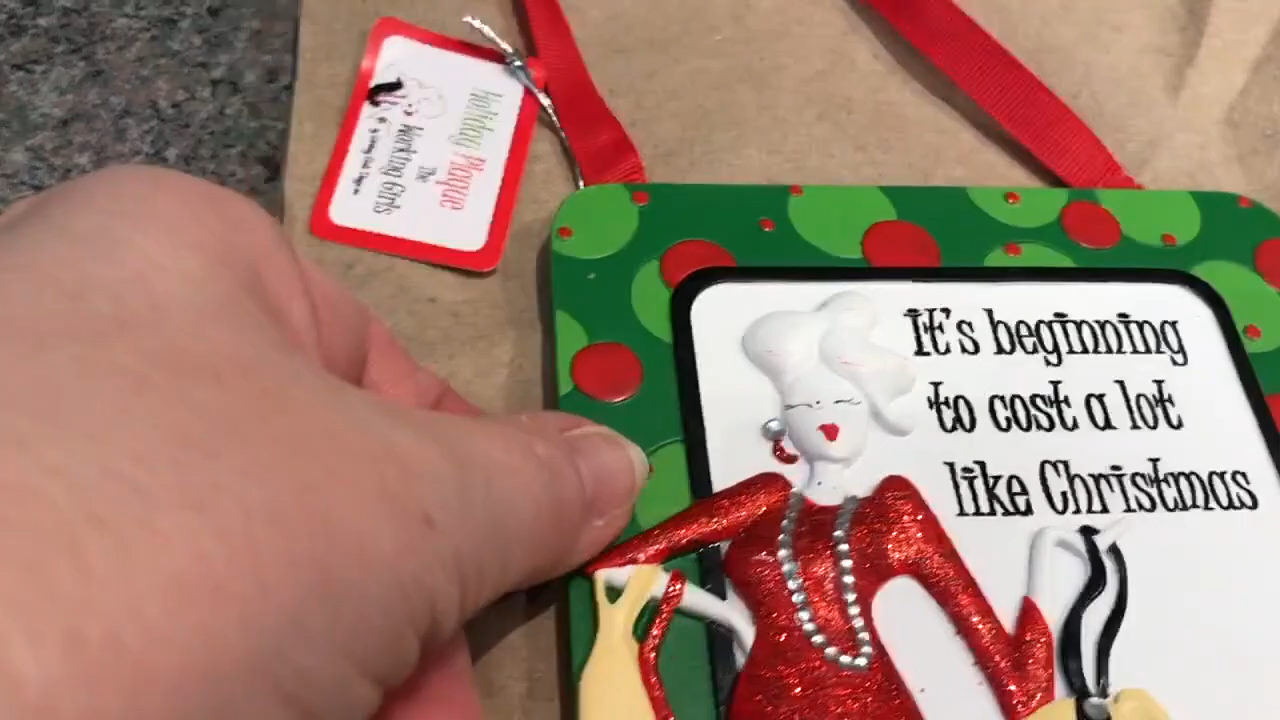 Holiday Plaque
The
Working Girls
It's beginning
to cost a lot
like Christmas